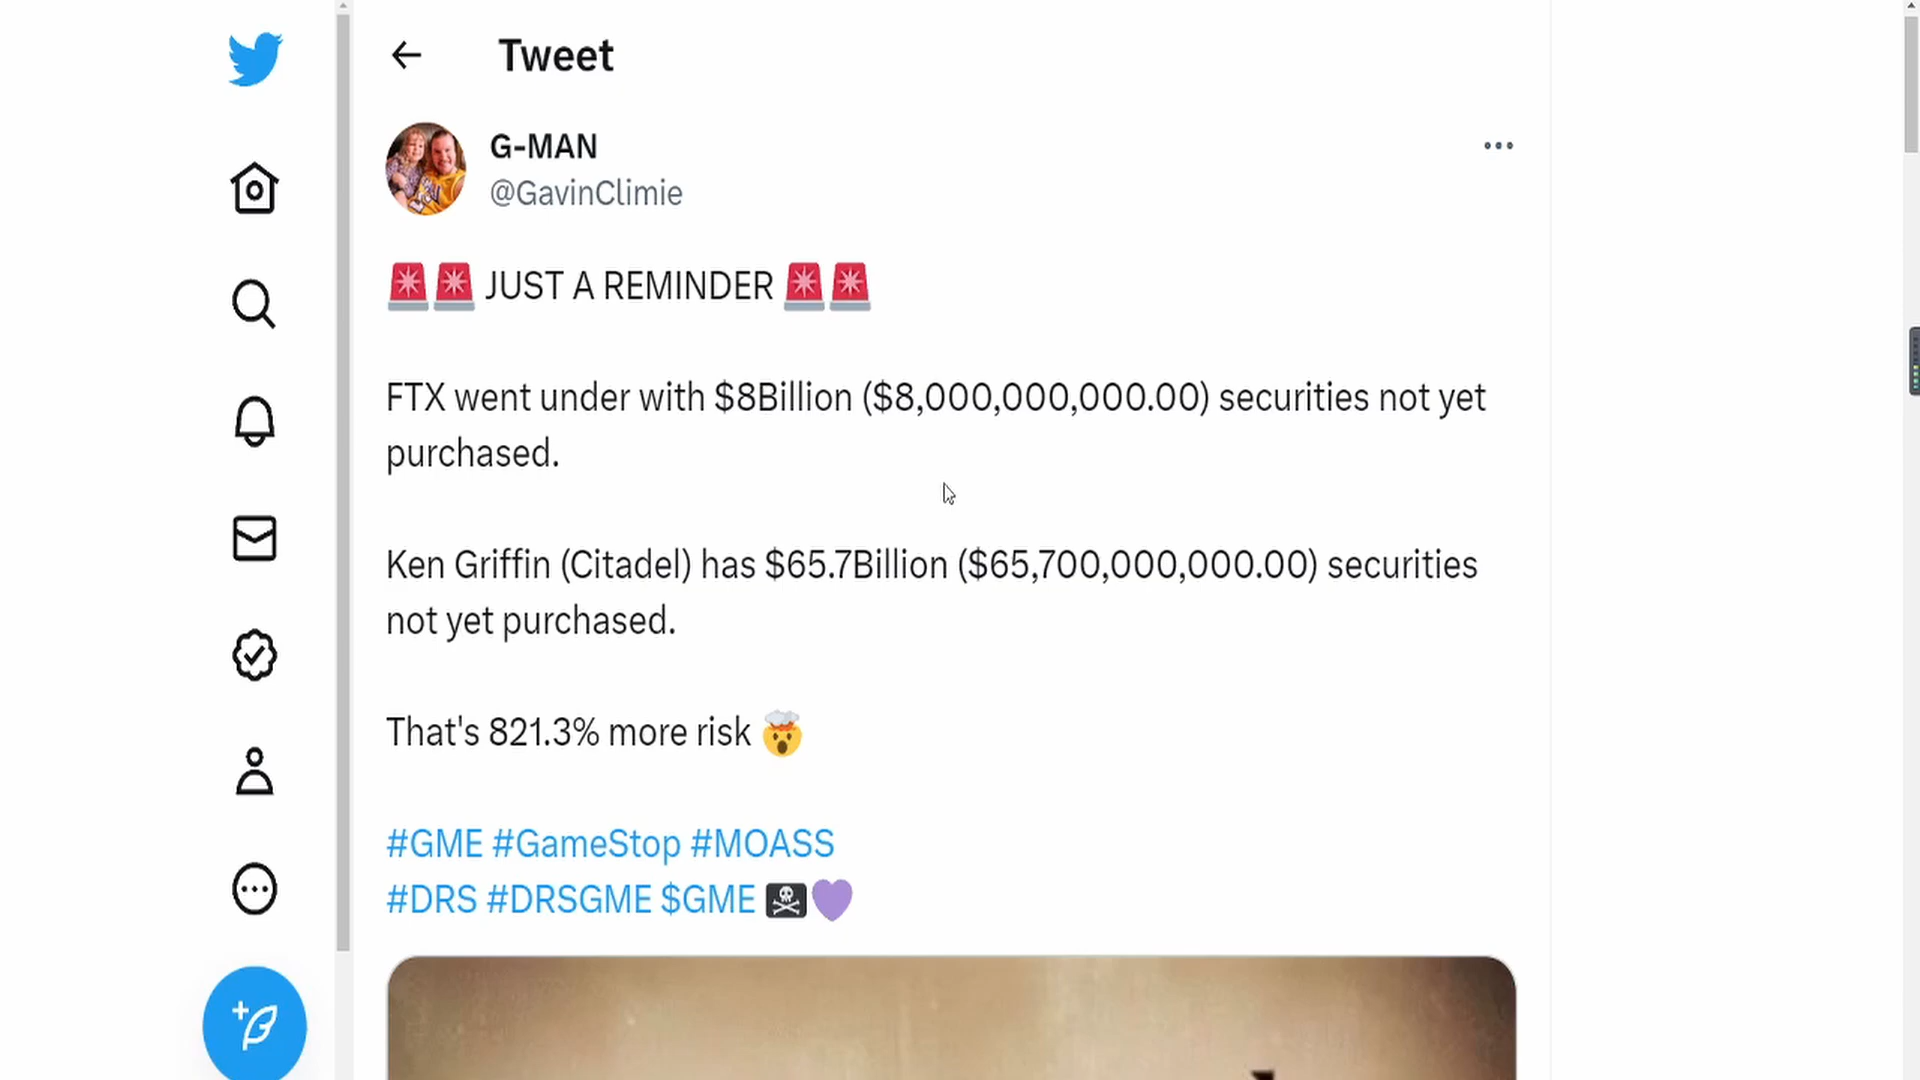 Tweet
G-MAN
@GavinClimie
🚨🚨 JUST A REMINDER 🚨🚨
FTX went under with $8Billion ($8,000,000,000.00) securities not yet
purchased.
Ken Griffin (Citadel) has $65.7Billion ($65,700,000,000.00) securities
not yet purchased.
That's 821.3% more risk 🤯
#GME #GameStop #MOASS
#DRS #DRSGME $GME ☠️💜